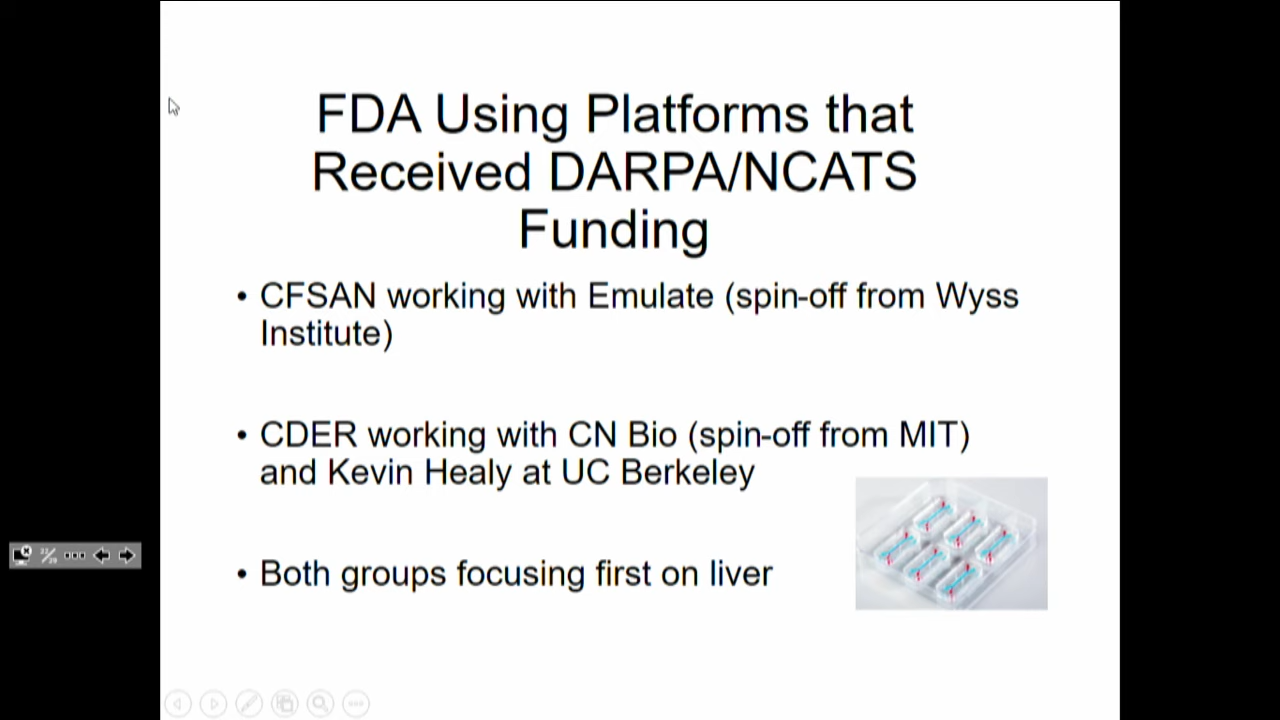 FDA Using Platforms that
Received DARPA/NCATS
Funding
• CFSAN working with Emulate (spin-off from Wyss
Institute)
• CDER working with CN Bio (spin-off from MIT)
and Kevin Healy at UC Berkeley
• Both groups focusing first on liver